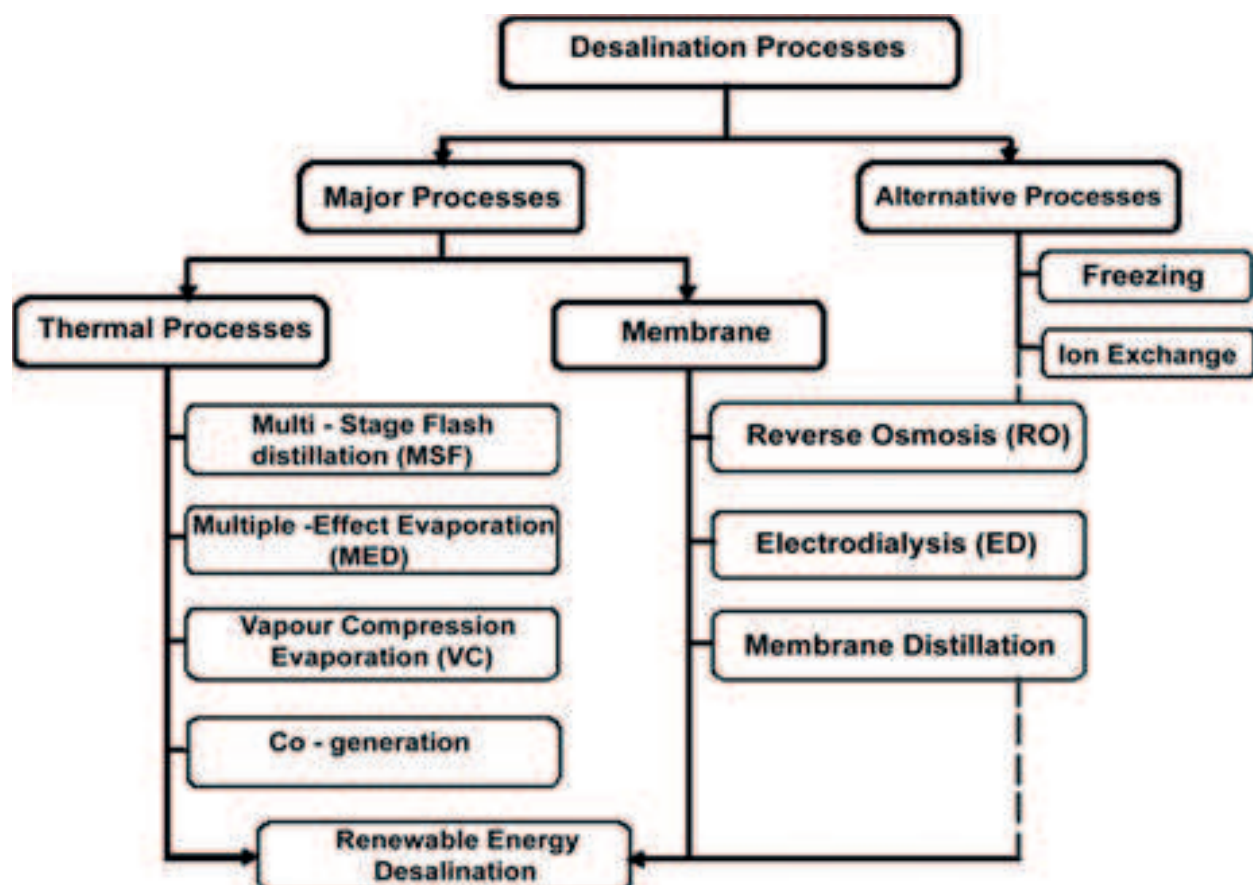 Desalination Processes
Major Processes
Alternative Processes
Freezing
Ion Exchange
Thermal Processes
Membrane
Multi - Stage Flash
distillation (MSF)
Multiple -Effect Evaporation
(MED)
Vapour Compression
Evaporation (VC)
Co - generation
Reverse Osmosis (RO)
Electrodialysis (ED)
Membrane Distillation
Renewable Energy
Desalination